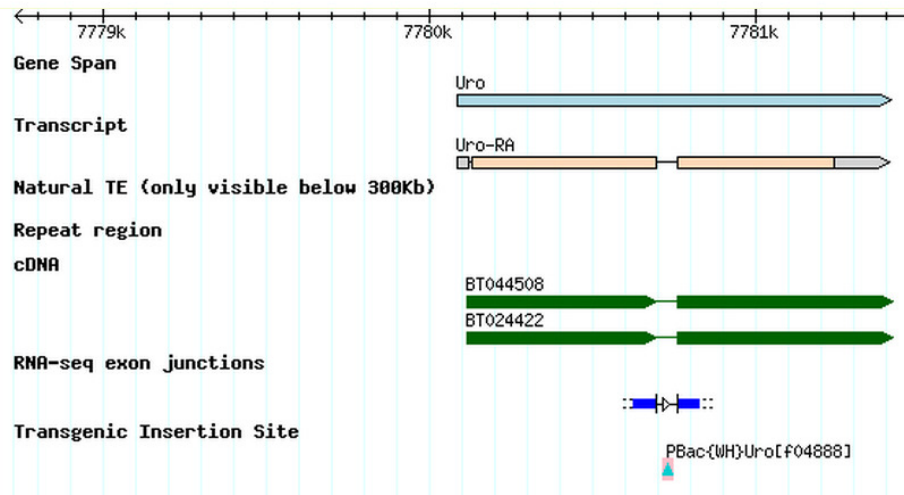 7779k 7780k 7781k
Gene Span
Uro
Transcript
Uro-RA
Natural TE (only visible below 300Kb)
Repeat region
cDNA
BT044508
BT024422
RNA-seq exon junctions
Transgenic Insertion Site
PBac{WH}Uro[f04888]